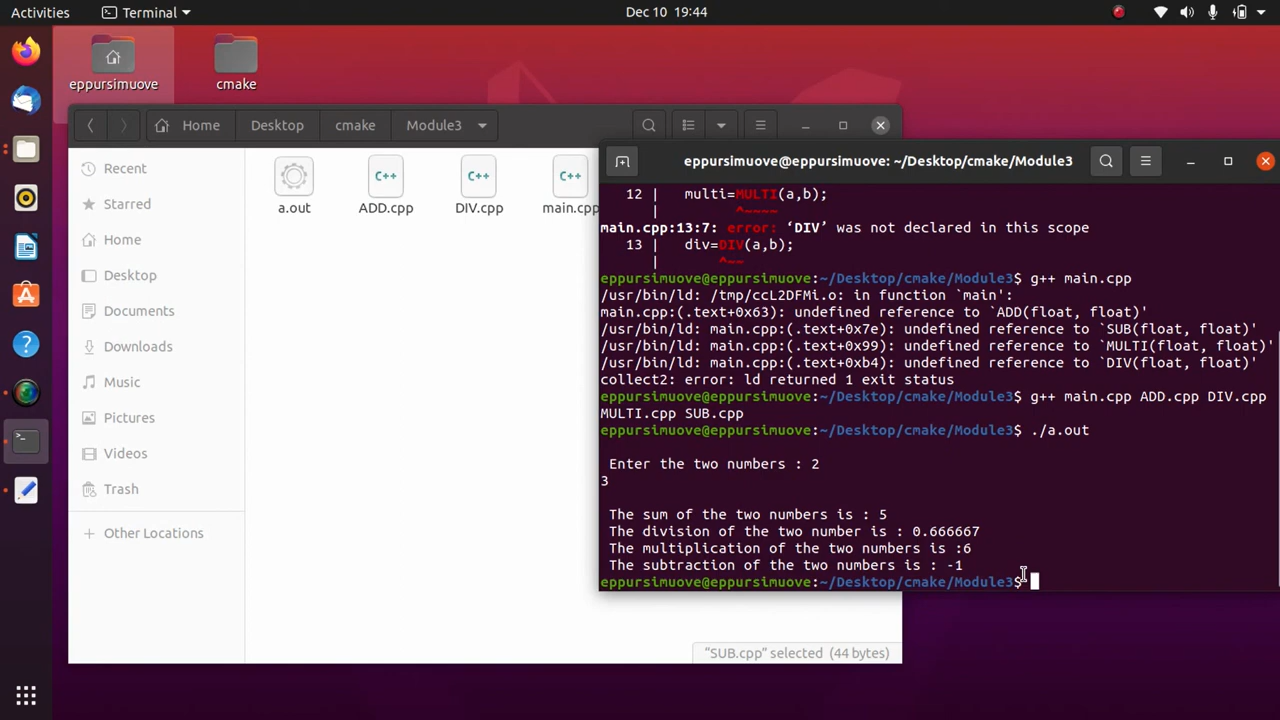 Activities
Terminal
Dec 10 19:44
eppursimuove
cmake
Home
Desktop
cmake
Module3
Recent
Starred
Home
Desktop
Documents
Downloads
Music
Pictures
Videos
Trash
Other Locations
a.out
ADD.cpp
DIV.cpp
main.cpp
"SUB.cpp" selected (44 bytes)
eppursimuove@eppursimuove: ~/Desktop/cmake/Module3
12 |   multi=MULTI(a,b);
|         ^~~~~
main.cpp:13:7: error: ‘DIV’ was not declared in this scope
13 |   div=DIV(a,b);
|       ^~~
eppursimuove@eppursimuove:~/Desktop/cmake/Module3$ g++ main.cpp
/usr/bin/ld: /tmp/ccL2DFMi.o: in function `main':
main.cpp:(.text+0x63): undefined reference to `ADD(float, float)'
/usr/bin/ld: main.cpp:(.text+0x7e): undefined reference to `SUB(float, float)'
/usr/bin/ld: main.cpp:(.text+0x99): undefined reference to `MULTI(float, float)'
/usr/bin/ld: main.cpp:(.text+0xb4): undefined reference to `DIV(float, float)'
collect2: error: ld returned 1 exit status
eppursimuove@eppursimuove:~/Desktop/cmake/Module3$ g++ main.cpp ADD.cpp DIV.cpp
MULTI.cpp SUB.cpp
eppursimuove@eppursimuove:~/Desktop/cmake/Module3$ ./a.out
Enter the two numbers : 2
3
The sum of the two numbers is : 5
The division of the two number is : 0.666667
The multiplication of the two numbers is :6
The subtraction of the two numbers is : -1
eppursimuove@eppursimuove:~/Desktop/cmake/Module3$